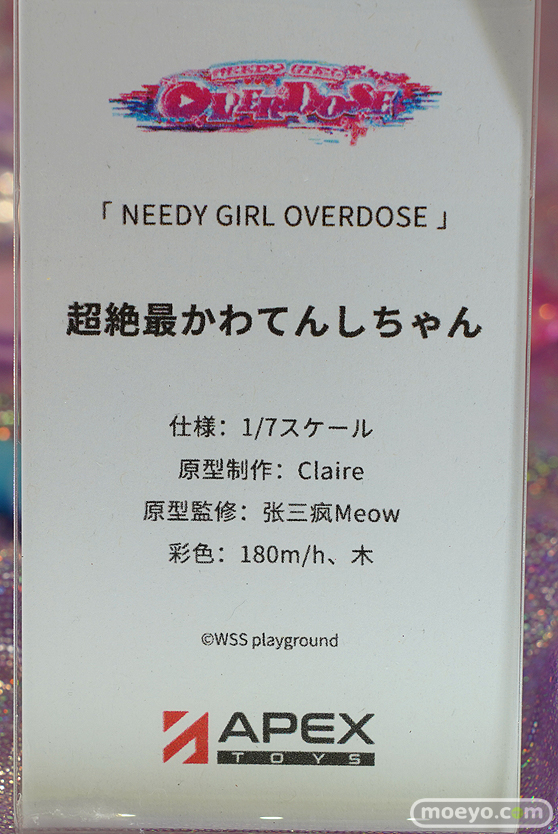 NEEDY GIRL
OVERDOSE
「 NEEDY GIRL OVERDOSE 」
超絶最かわてんしちゃん
仕様：1/7スケール
原型制作：Claire
原型監修：张三疯Meow
彩色：180m/h、木
©WSS playground
APEX
TOYS
moeyo.com